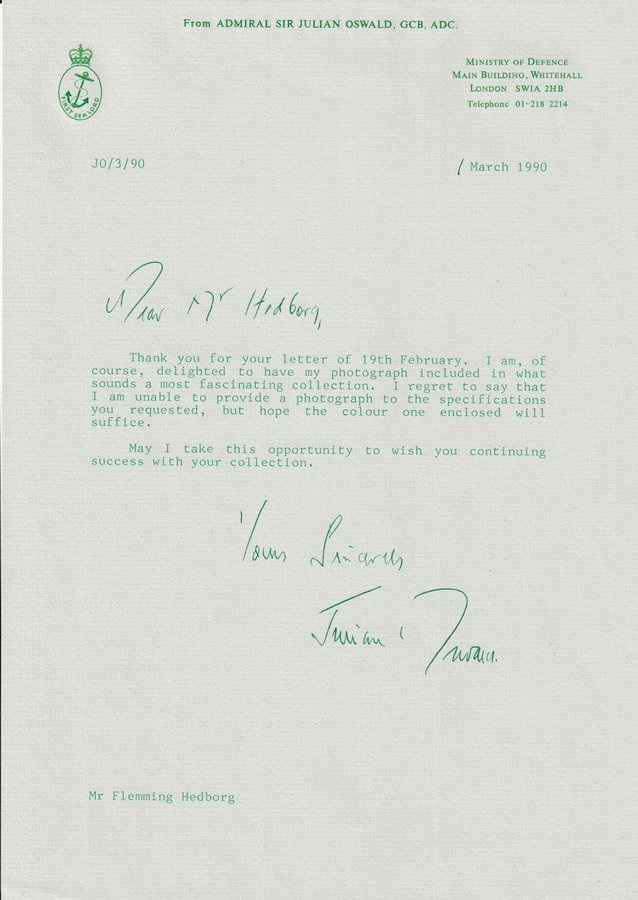 From ADMIRAL SIR JULIAN OSWALD, GCB, ADC.
MINISTRY OF DEFENCE
MAIN BUILDING, WHITEHALL
LONDON SW1A 2HB
Telephone 01-218 2214
FIRST SEA LORD
JO/3/90
1 March 1990
Dear Mr Hedborg,
Thank you for your letter of 19th February. I am, of
course, delighted to have my photograph included in what
sounds a most fascinating collection. I regret to say that
I am unable to provide a photograph to the specifications
you requested, but hope the colour one enclosed will
suffice.
May I take this opportunity to wish you continuing
success with your collection.
Yours Sincerely
Julian Oswald.
Mr Flemming Hedborg